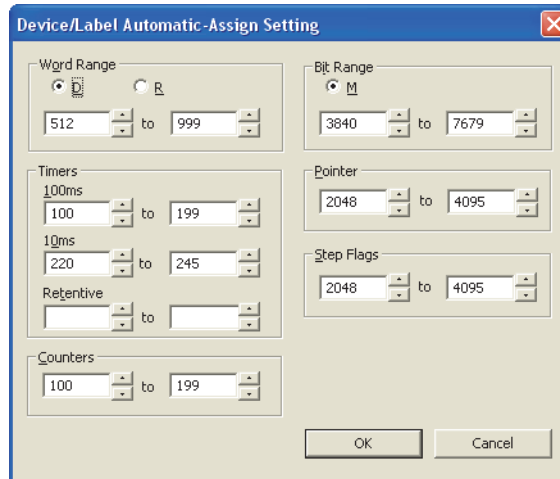 Device/Label Automatic-Assign Setting
Word Range
D R
512 to 999
Timers
100ms
100 to 199
10ms
220 to 245
Retentive
to
Counters
100 to 199
Bit Range
M
3840 to 7679
Pointer
2048 to 4095
Step Flags
2048 to 4095
OK Cancel